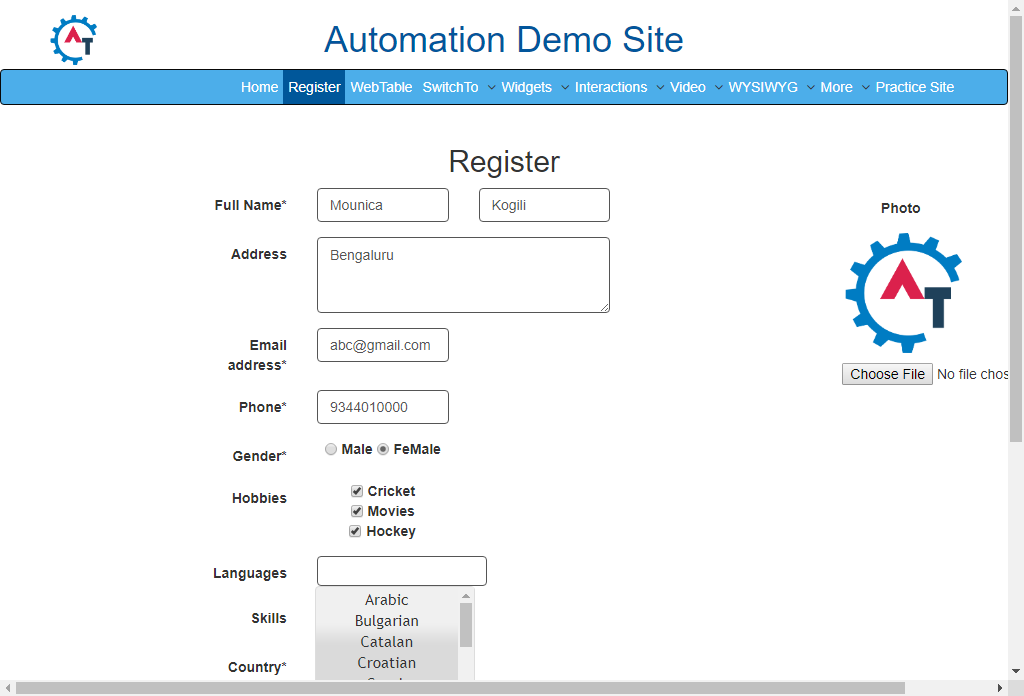 AT
Automation Demo Site
Home Register WebTable SwitchTo Widgets Interactions Video WYSIWYG More Practice Site
Register
Full Name* Mounica Kogili
Photo
Address Bengaluru
AT
Email address* abc@gmail.com
Choose File No file chos
Phone* 9344010000
Gender* Male FeMale
Hobbies Cricket
Movies
Hockey
Languages
Arabic
Skills Bulgarian
Catalan
Country* Croatian